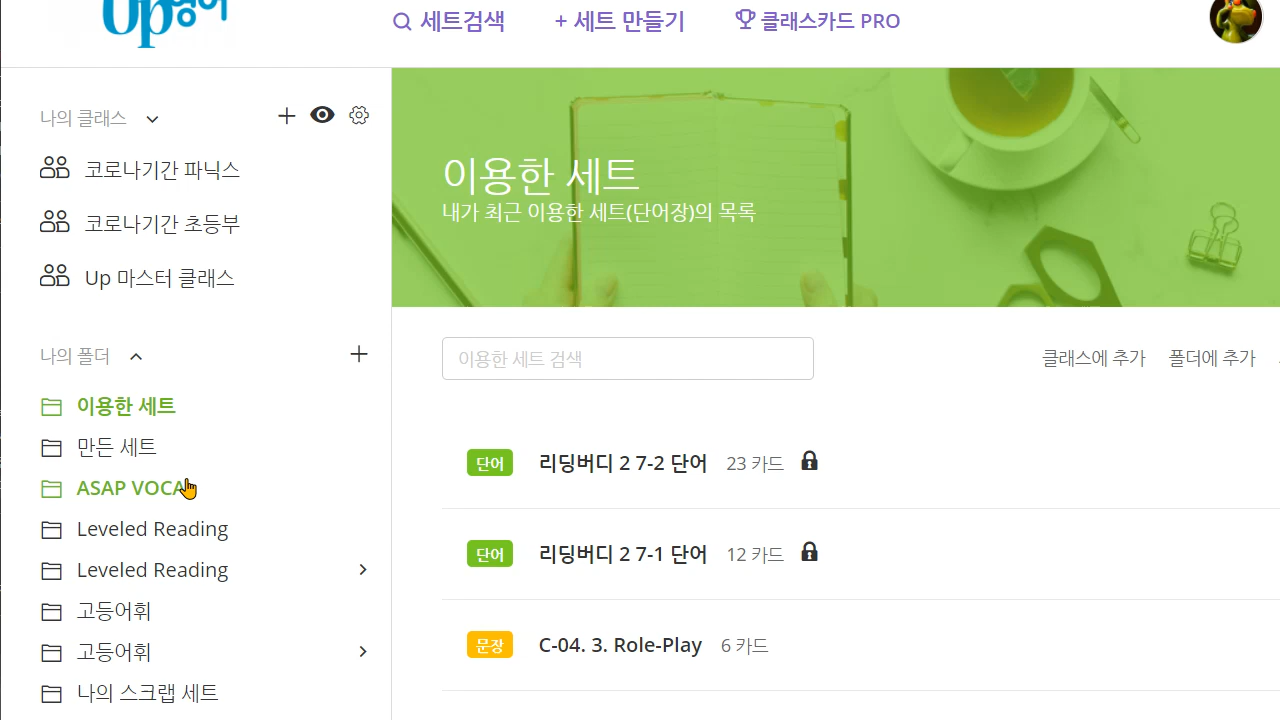 Up영어
세트검색
+ 세트 만들기
클래스카드 PRO
나의 클래스
코로나기간 파닉스
코로나기간 초등부
Up 마스터 클래스
나의 폴더
이용한 세트
만든 세트
ASAP VOCA
Leveled Reading
Leveled Reading
고등어휘
고등어휘
나의 스크랩 세트
이용한 세트
내가 최근 이용한 세트(단어장)의 목록
이용한 세트 검색
클래스에 추가
폴더에 추가
단어 리딩버디 2 7-2 단어 23 카드
단어 리딩버디 2 7-1 단어 12 카드
문장 C-04. 3. Role-Play 6 카드